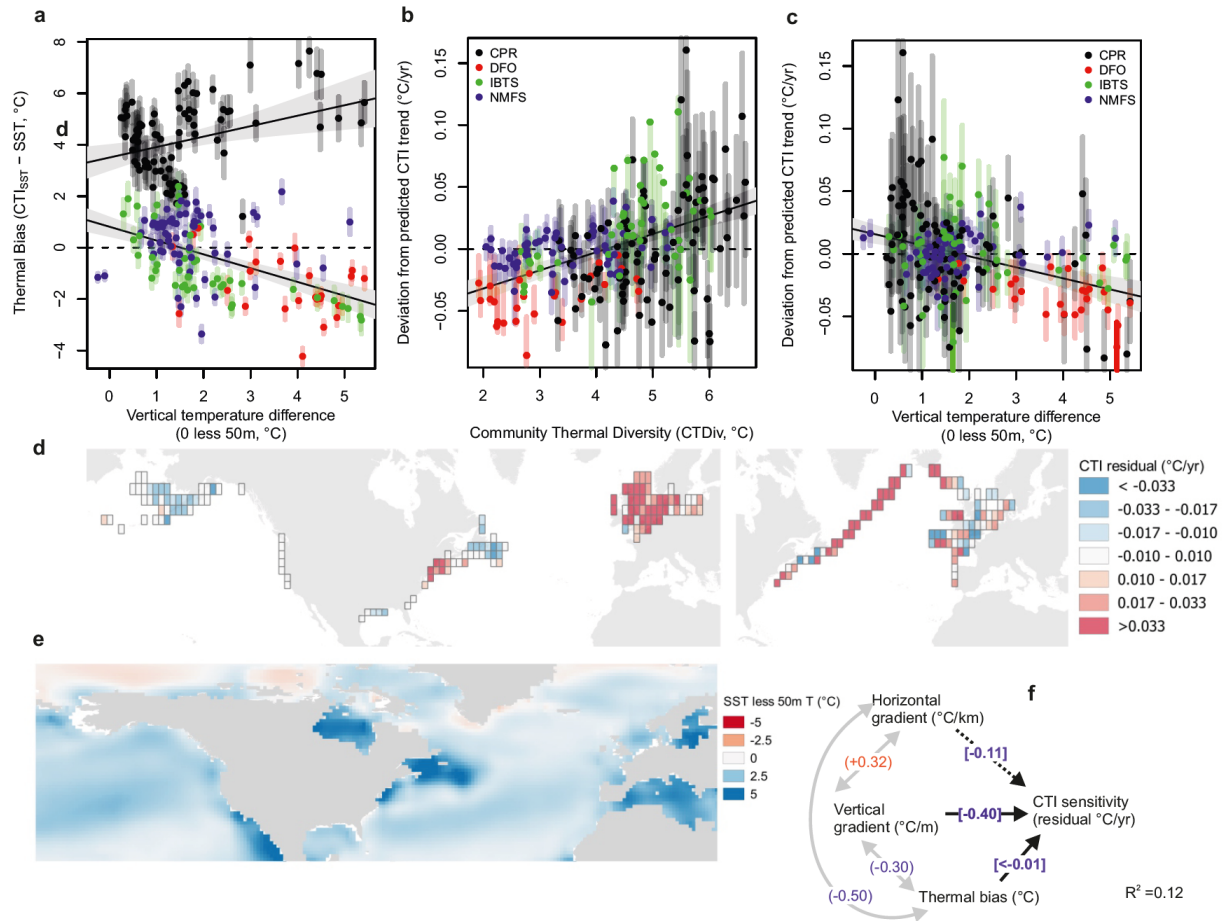 a
8
6
4
2
0
−2
−4
Thermal Bias (CTISST − SST, °C)
d
0 1 2 3 4 5
Vertical temperature difference
(0 less 50m, °C)
b
CPR
DFO
IBTS
NMFS
0.15
0.10
0.05
0.00
−0.05
Deviation from predicted CTI trend (°C/yr)
2 3 4 5 6
Community Thermal Diversity (CTDiv, °C)
c
CPR
DFO
IBTS
NMFS
0.15
0.10
0.05
0.00
−0.05
Deviation from predicted CTI trend (°C/yr)
0 1 2 3 4 5
Vertical temperature difference
(0 less 50m, °C)
d
CTI residual (°C/yr)
< -0.033
-0.033 - -0.017
-0.017 - -0.010
-0.010 - 0.010
0.010 - 0.017
0.017 - 0.033
>0.033
e
SST less 50m T (°C)
-5
-2.5
0
2.5
5
f
Horizontal
gradient (°C/km)
[-0.11]
(+0.32)
Vertical
gradient (°C/m)
[-0.40]
CTI sensitivity
(residual °C/yr)
[<-0.01]
(-0.30)
(-0.50)
Thermal bias (°C)
R² =0.12